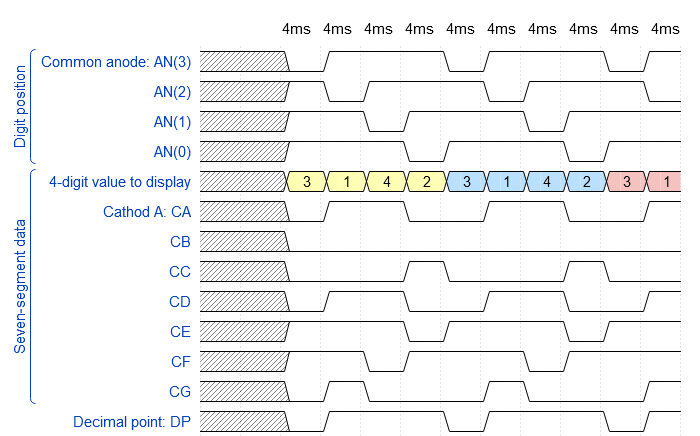 4ms 4ms 4ms 4ms 4ms 4ms 4ms 4ms 4ms 4ms
Digit position
Common anode: AN(3)
AN(2)
AN(1)
AN(0)
Seven-segment data
4-digit value to display 3 1 4 2 3 1 4 2 3 1
Cathod A: CA
CB
CC
CD
CE
CF
CG
Decimal point: DP